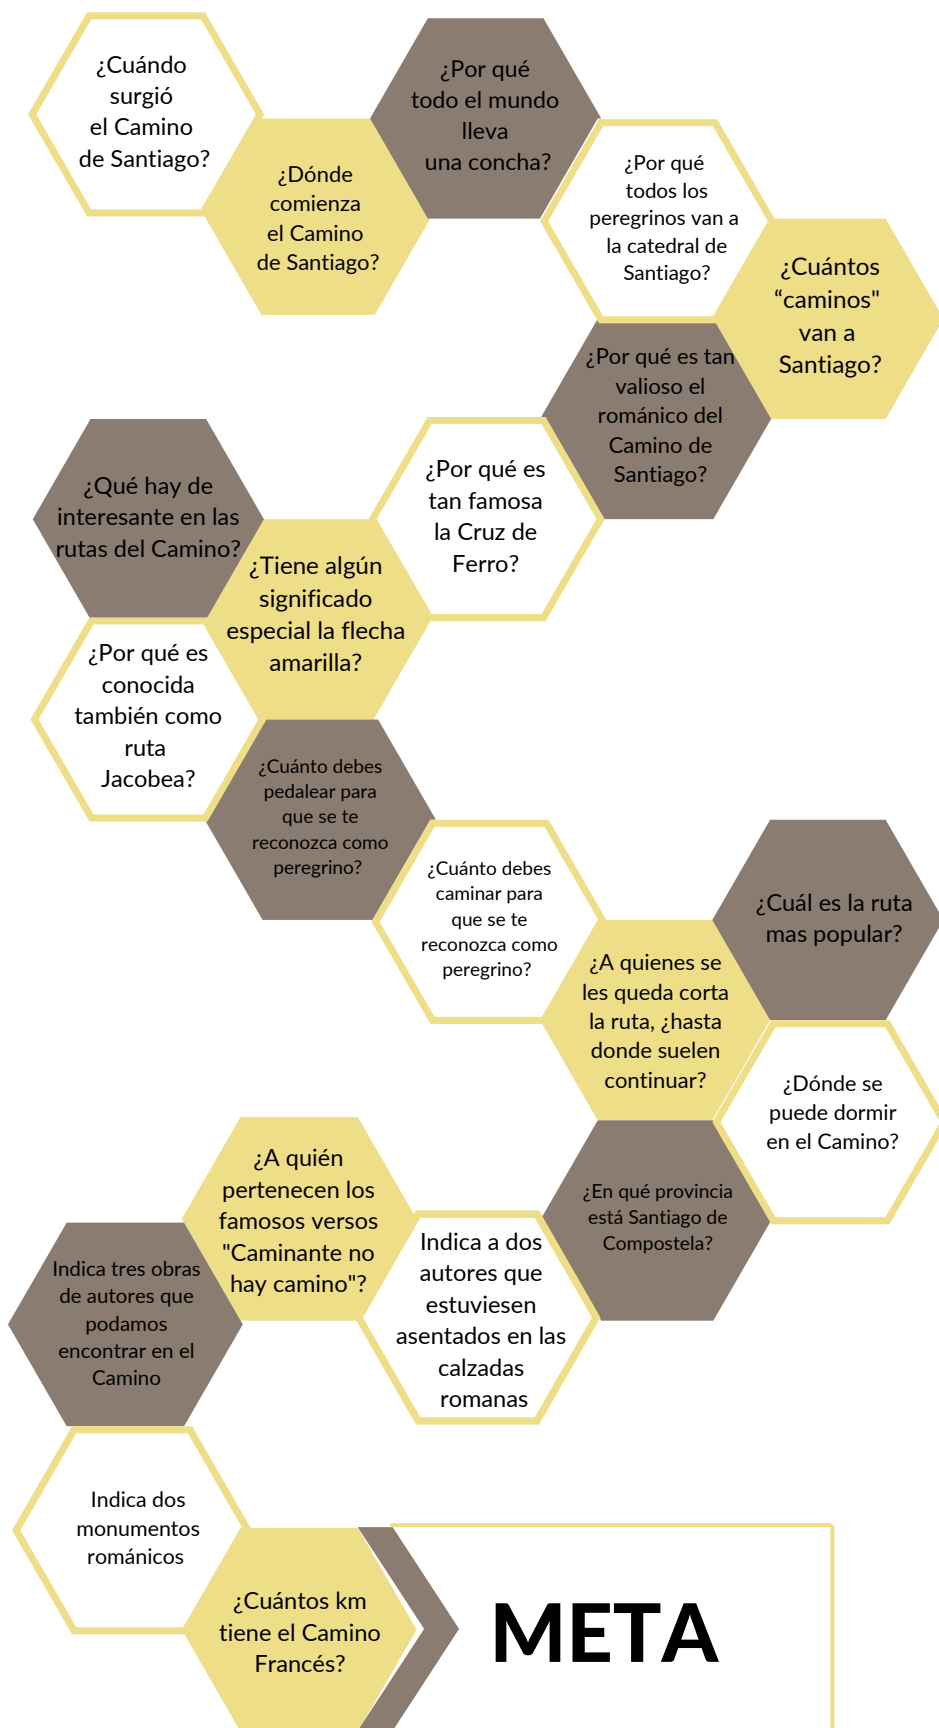 ¿Cuándo
surgió
el Camino
de Santiago?
¿Dónde
comienza
el Camino
de Santiago?
¿Por qué
todo el mundo
lleva
una concha?
¿Por qué
todos los
peregrinos van a
la catedral de
Santiago?
¿Cuántos
“caminos"
van a
Santiago?
¿Por qué es tan
valioso el
románico del
Camino de
Santiago?
¿Por qué es
tan famosa
la Cruz de
Ferro?
¿Tiene algún
significado
especial la flecha
amarilla?
¿Qué hay de
interesante en las
rutas del Camino?
¿Por qué es
conocida
también como
ruta
Jacobea?
¿Cuánto debes
pedalear para
que se te
reconozca como
peregrino?
¿Cuánto debes
caminar para
que se te
reconozca como
peregrino?
¿A quienes se
les queda corta
la ruta, ¿hasta
donde suelen
continuar?
¿Cuál es la ruta
mas popular?
¿Dónde se
puede dormir
en el Camino?
¿En qué provincia
está Santiago de
Compostela?
Indica a dos
autores que
estuviesen
asentados en las
calzadas
romanas
¿A quién
pertenecen los
famosos versos
"Caminante no
hay camino"?
Indica tres obras
de autores que
podamos
encontrar en el
Camino
Indica dos
monumentos
románicos
¿Cuántos km
tiene el Camino
Francés?
META